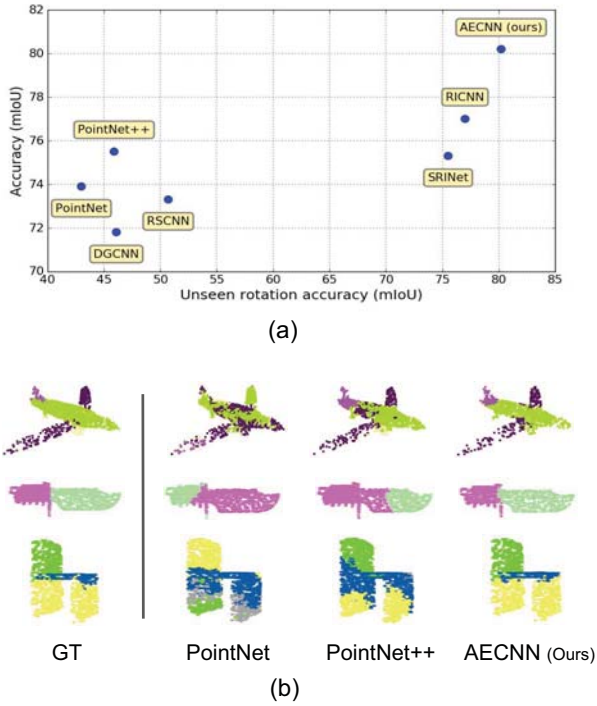 82
80
78
76
74
72
70
Accuracy (mIoU)
AECNN (ours)
RICNN
SRINet
PointNet++
PointNet
RSCNN
DGCNN
40 45 50 55 60 65 70 75 80 85
Unseen rotation accuracy (mIoU)
(a)
GT PointNet PointNet++ AECNN (Ours)
(b)